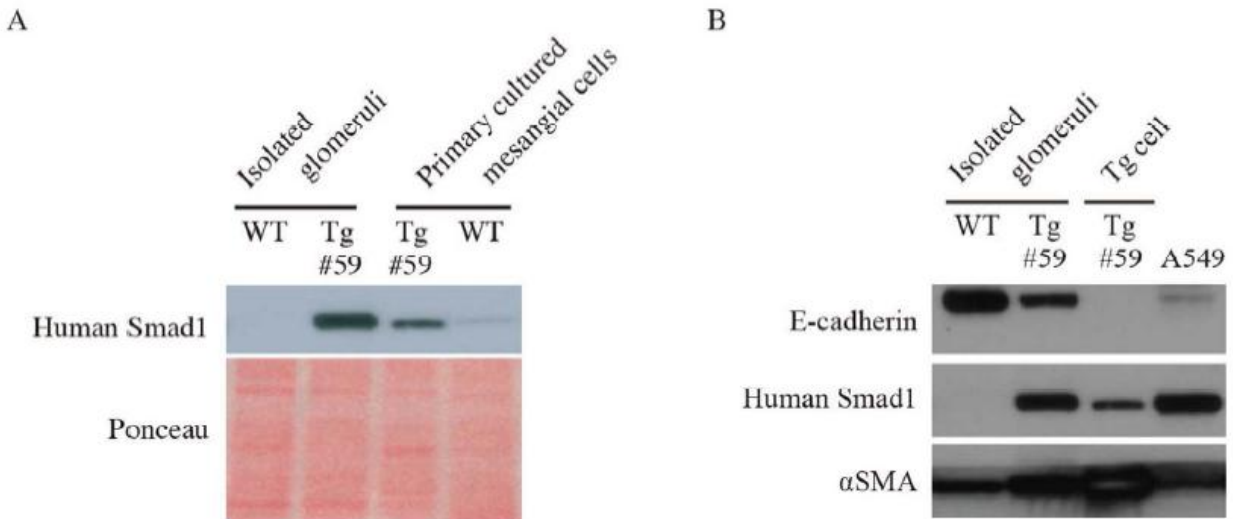 A
Isolated
glomeruli
Primary cultured
mesangial cells
WT
Tg
#59
Tg
#59
WT
Human Smad1
Ponceau
B
Isolated
glomeruli
Tg cell
WT
Tg
#59
Tg
#59
A549
E-cadherin
Human Smad1
αSMA